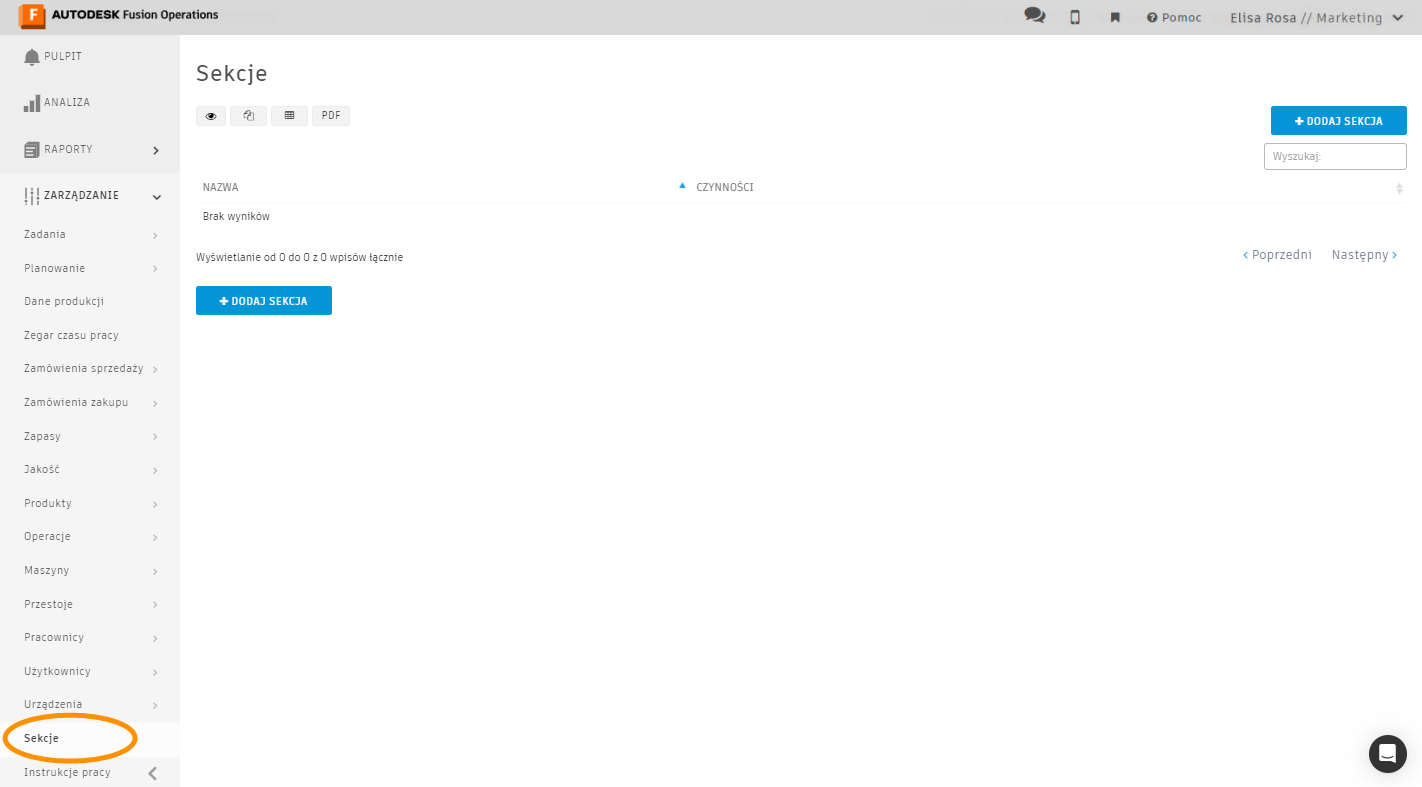 F AUTODESK Fusion Operations
Pomoc
Elisa Rosa // Marketing
PULPIT
ANALIZA
RAPORTY
ZARZĄDZANIE
Zadania
Planowanie
Dane produkcji
Zegar czasu pracy
Zamówienia sprzedaży
Zamówienia zakupu
Zapasy
Jakość
Produkty
Operacje
Maszyny
Przestoje
Pracownicy
Użytkownicy
Urządzenia
Sekcje
Instrukcje pracy
Sekcje
PDF
DODAJ SEKCJA
Wyszukaj:
NAZWA
CZYNNOŚCI
Brak wyników
Wyświetlanie od 0 do 0 z 0 wpisów łącznie
Poprzedni
Następny
DODAJ SEKCJA